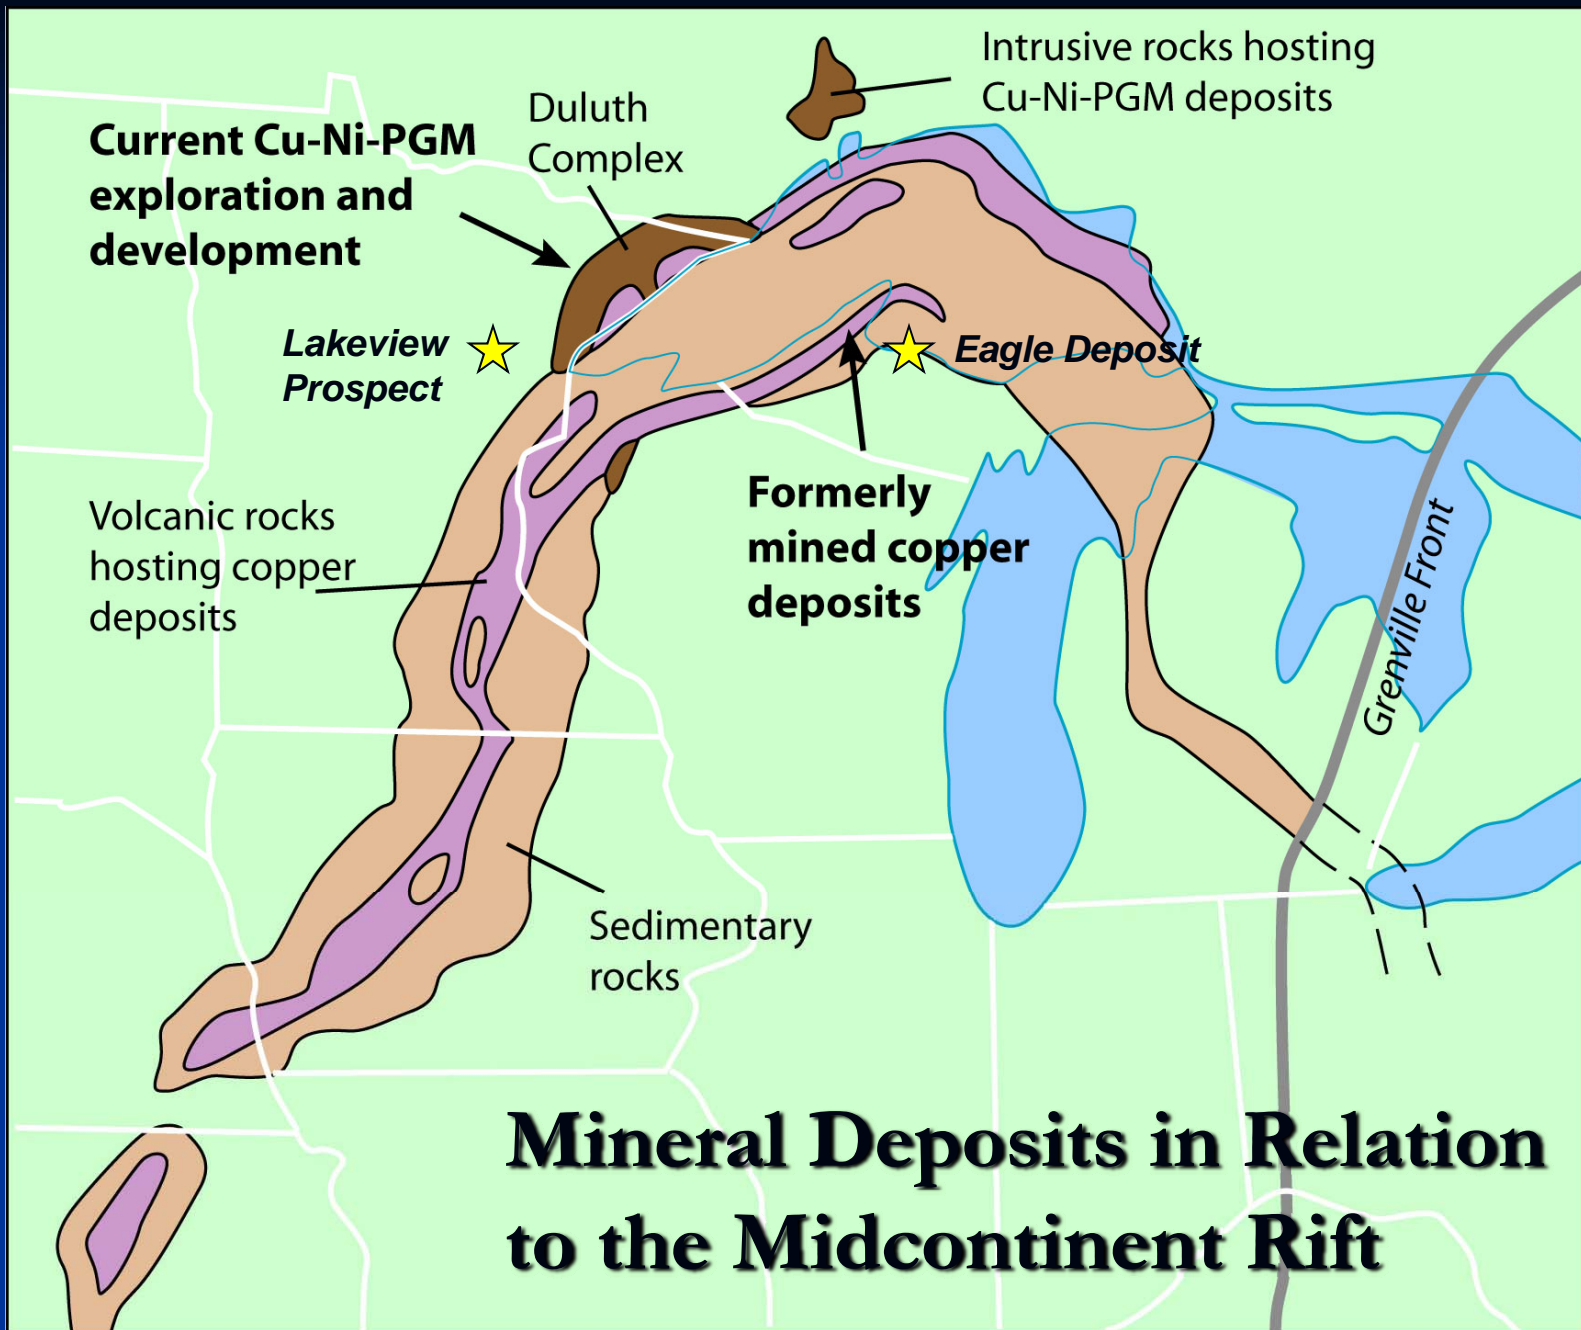 Intrusive rocks hosting
Cu-Ni-PGM deposits
Duluth
Complex
Current Cu-Ni-PGM
exploration and
development
Lakeview
Prospect
Eagle Deposit
Formerly
mined copper
deposits
Volcanic rocks
hosting copper
deposits
Grenville Front
Sedimentary
rocks
Mineral Deposits in Relation
to the Midcontinent Rift